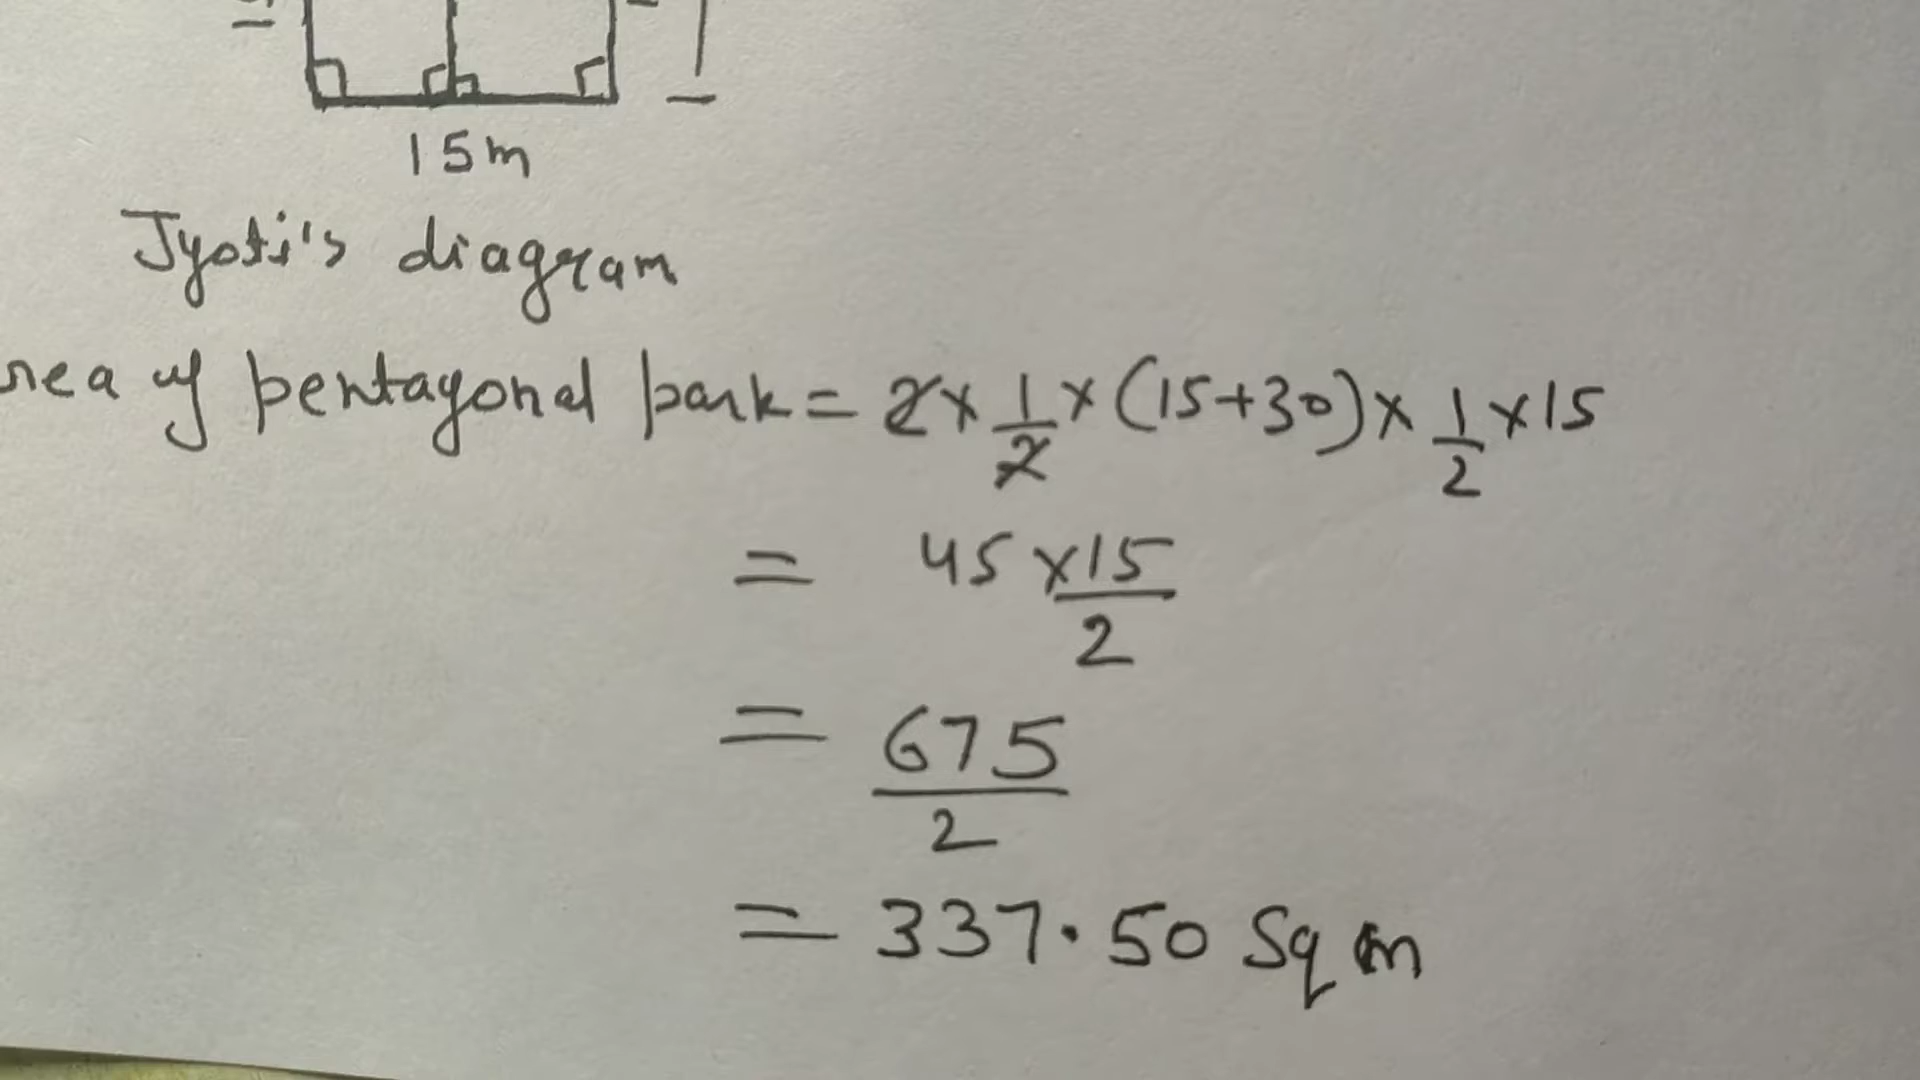 15m
Jyoti's diagram
rea of pentagonal park = 2 × 1/2 × (15+30) × 1/2 × 15
= 45 × 15/2
= 675/2
= 337.50 Sq m